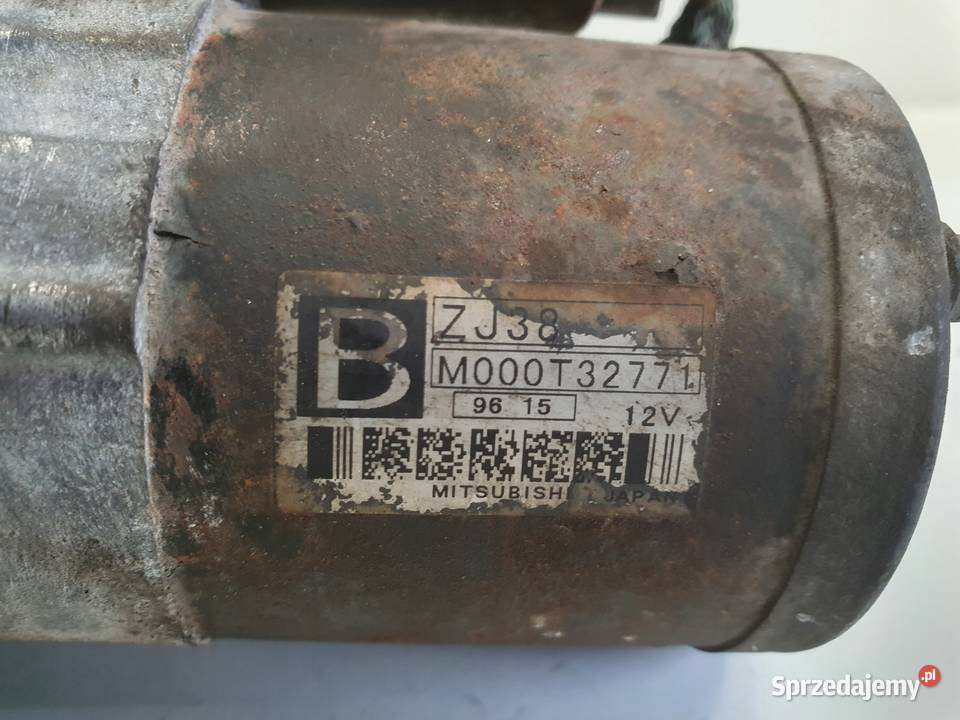 B
ZJ38
M000T32771
96 15
12V
MITSUBISHI JAPAN
Sprzedajemy.pl